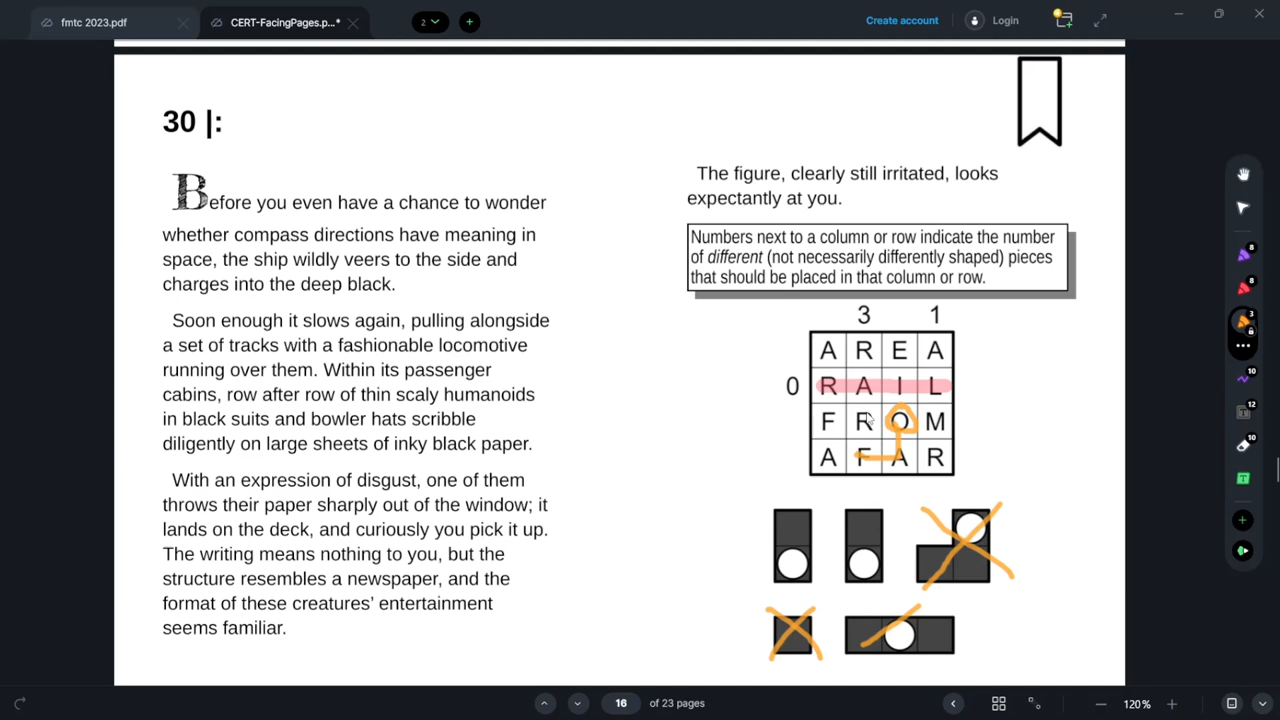 fmtc 2023.pdf
CERT-FacingPages.p...*
2
Create account
Login
30 |:
Before you even have a chance to wonder
whether compass directions have meaning in
space, the ship wildly veers to the side and
charges into the deep black.
Soon enough it slows again, pulling alongside
a set of tracks with a fashionable locomotive
running over them. Within its passenger
cabins, row after row of thin scaly humanoids
in black suits and bowler hats scribble
diligently on large sheets of inky black paper.
With an expression of disgust, one of them
throws their paper sharply out of the window; it
lands on the deck, and curiously you pick it up.
The writing means nothing to you, but the
structure resembles a newspaper, and the
format of these creatures’ entertainment
seems familiar.
The figure, clearly still irritated, looks
expectantly at you.
Numbers next to a column or row indicate the number
of different (not necessarily differently shaped) pieces
that should be placed in that column or row.
3 1
A R E A
0 R A I L
F R O M
A F A R
8
8
3
10
12
10
16 of 23 pages
120%